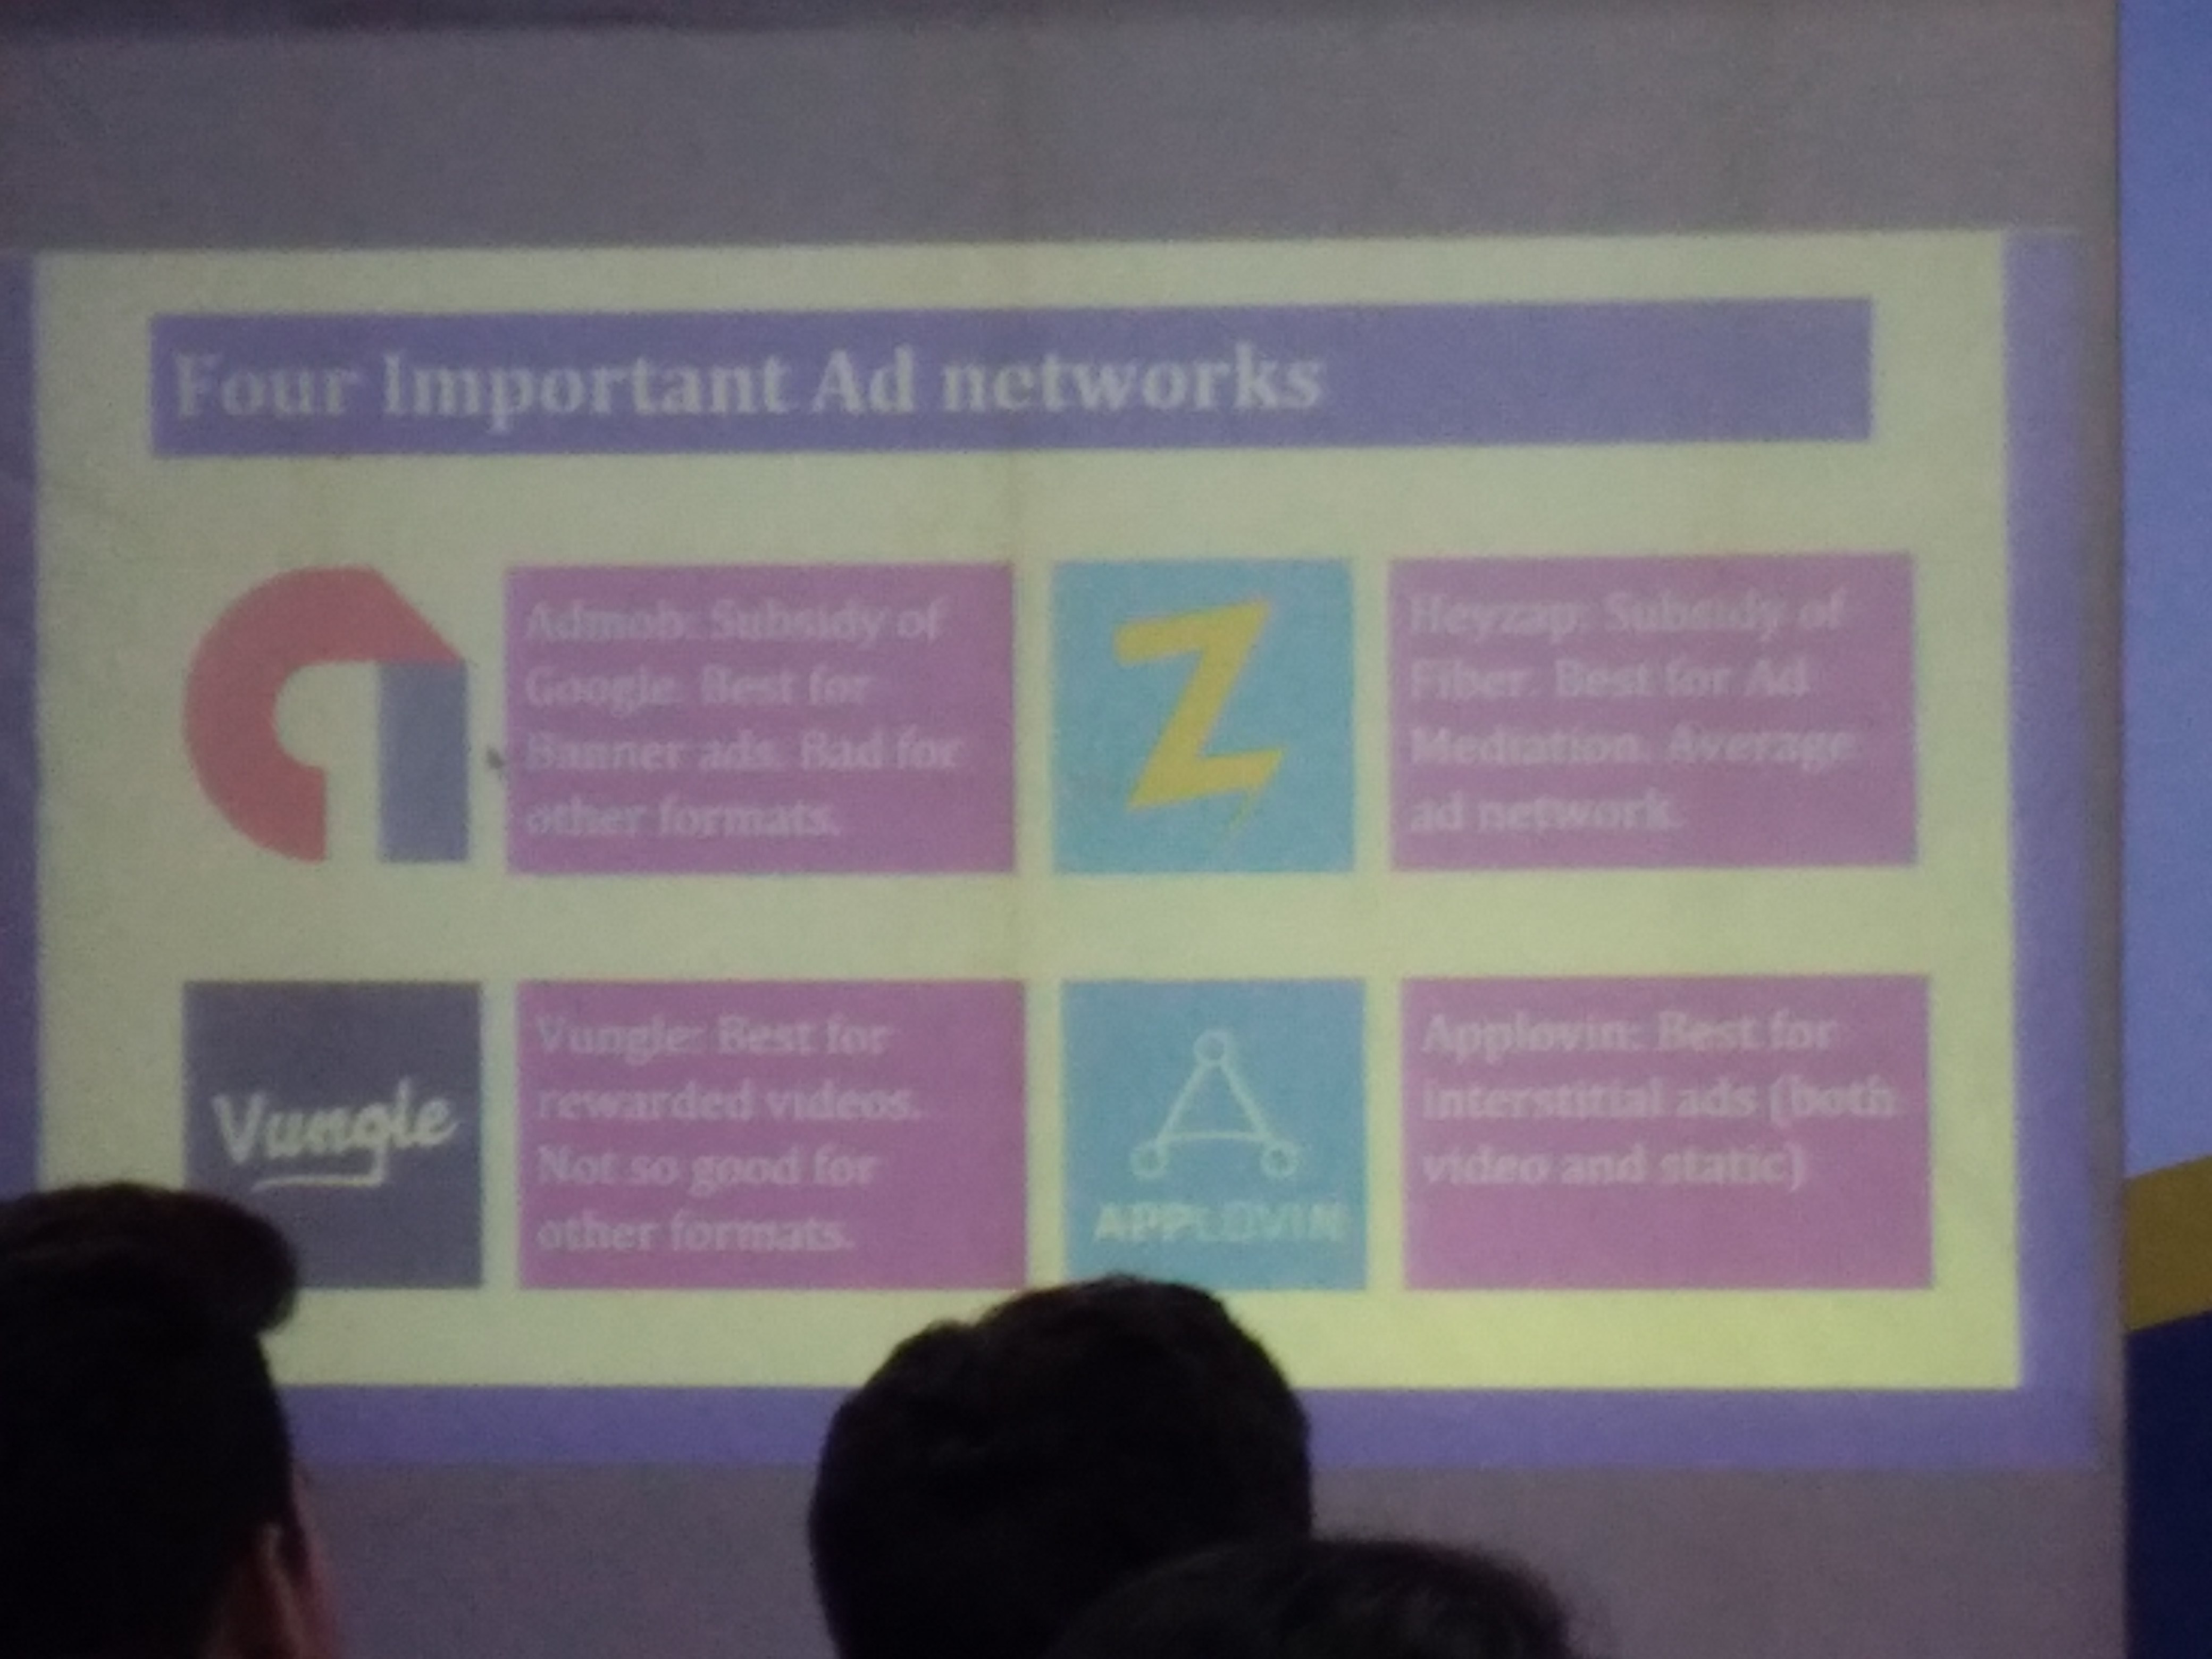 Four Important Ad networks
Admob: Subsidy of
Google. Best for
Banner ads. Bad for
other formats.
Heyzap: Subsidy of
Fiber. Best for Ad
Mediation. Average
ad network.
Vungle
Vungle: Best for
rewarded videos.
Not so good for
other formats.
APPLOVIN
Applovin: Best for
interstitial ads (both
video and static)